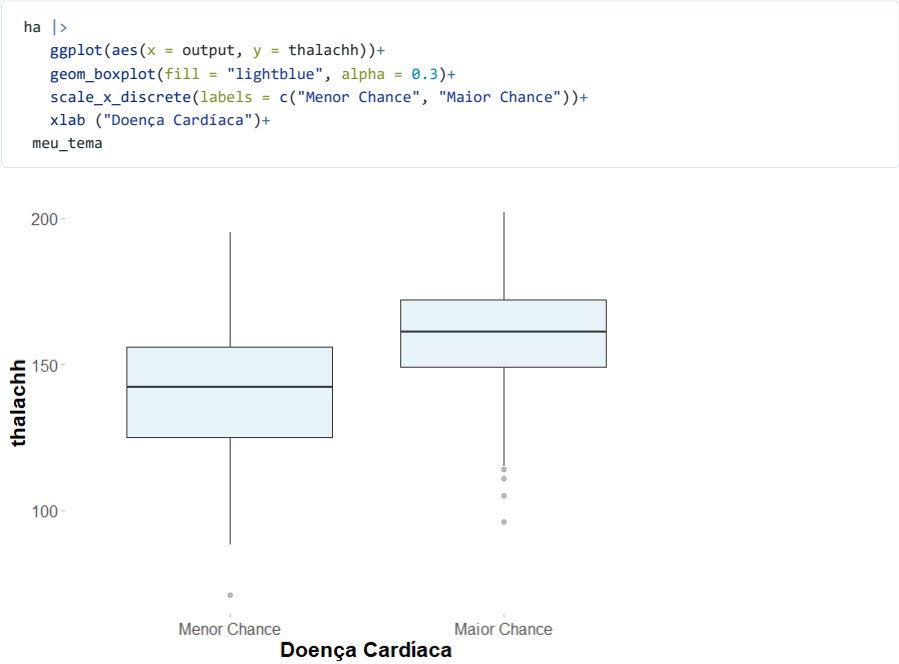 ha |>
   ggplot(aes(x = output, y = thalachh))+
   geom_boxplot(fill = "lightblue", alpha = 0.3)+
   scale_x_discrete(labels = c("Menor Chance", "Maior Chance"))+
   xlab ("Doença Cardíaca")+
 meu_tema
200
150
100
thalachh
Menor Chance Maior Chance
Doença Cardíaca